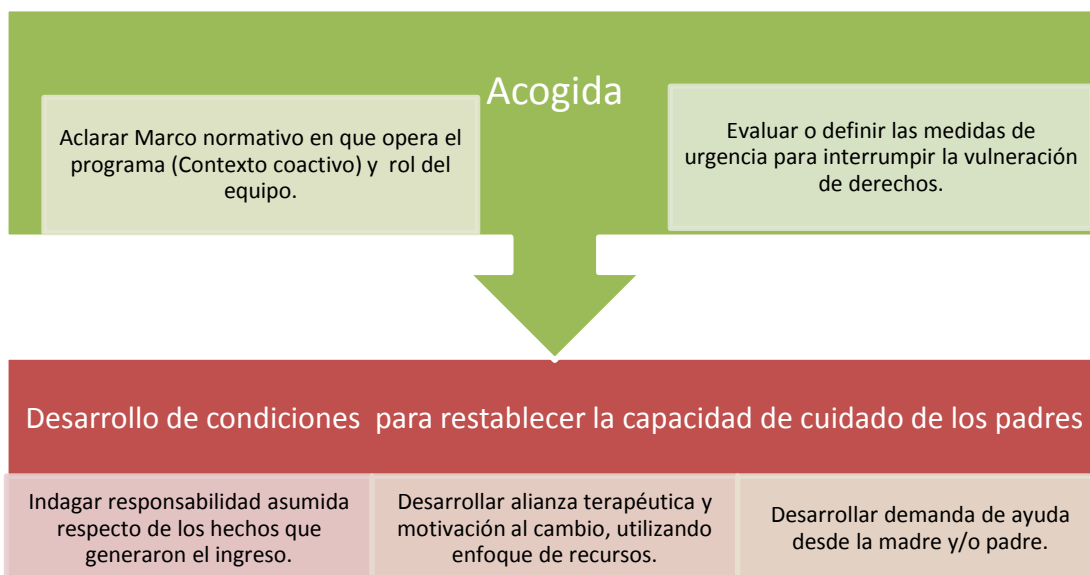 Acogida
Aclarar Marco normativo en que opera el
programa (Contexto coactivo) y rol del
equipo.
Evaluar o definir las medidas de
urgencia para interrumpir la vulneración
de derechos.
Desarrollo de condiciones para restablecer la capacidad de cuidado de los padres
Indagar responsabilidad asumida
respecto de los hechos que
generaron el ingreso.
Desarrollar alianza terapéutica y
motivación al cambio, utilizando
enfoque de recursos.
Desarrollar demanda de ayuda
desde la madre y/o padre.